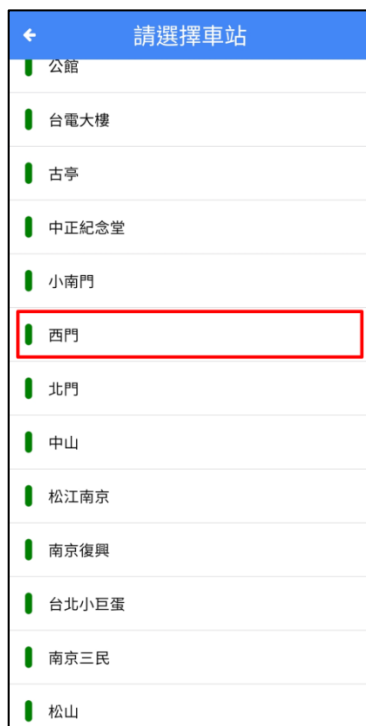 請選擇車站
公館
台電大樓
古亭
中正紀念堂
小南門
西門
北門
中山
松江南京
南京復興
台北小巨蛋
南京三民
松山